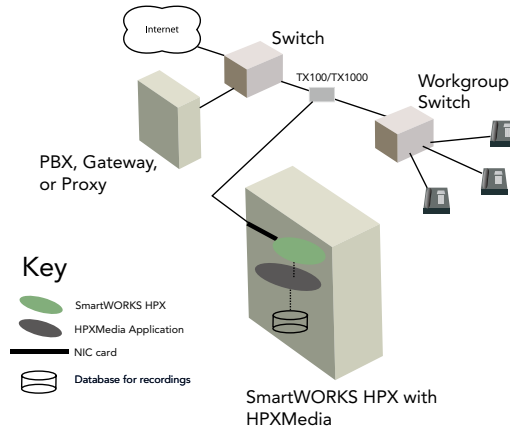 Internet
Switch
TX100/TX1000
Workgroup
Switch
PBX, Gateway,
or Proxy
Key
SmartWORKS HPX
HPXMedia Application
NIC card
Database for recordings
SmartWORKS HPX with
HPXMedia